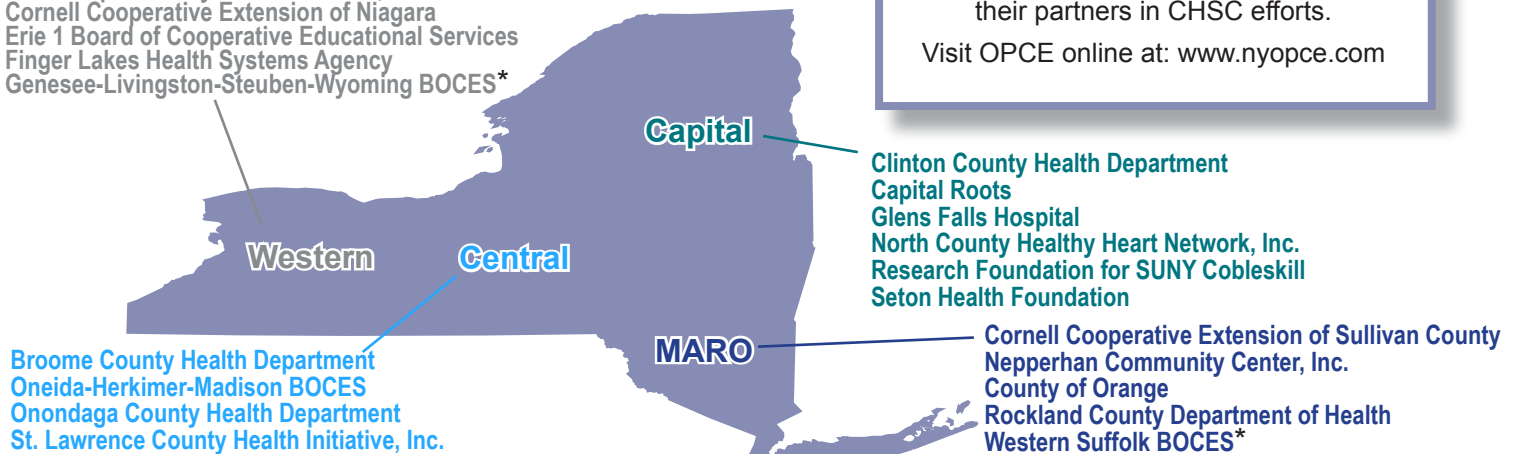 Cornell Cooperative Extension of Niagara
Erie 1 Board of Cooperative Educational Services
Finger Lakes Health Systems Agency
Genesee-Livingston-Steuben-Wyoming BOCES*
their partners in CHSC efforts.
Visit OPCE online at: www.nyopce.com
Capital
Clinton County Health Department
Capital Roots
Glens Falls Hospital
North County Healthy Heart Network, Inc.
Research Foundation for SUNY Cobleskill
Seton Health Foundation
Western
Central
MARO
Cornell Cooperative Extension of Sullivan County
Nepperhan Community Center, Inc.
County of Orange
Rockland County Department of Health
Western Suffolk BOCES*
Broome County Health Department
Oneida-Herkimer-Madison BOCES
Onondaga County Health Department
St. Lawrence County Health Initiative, Inc.